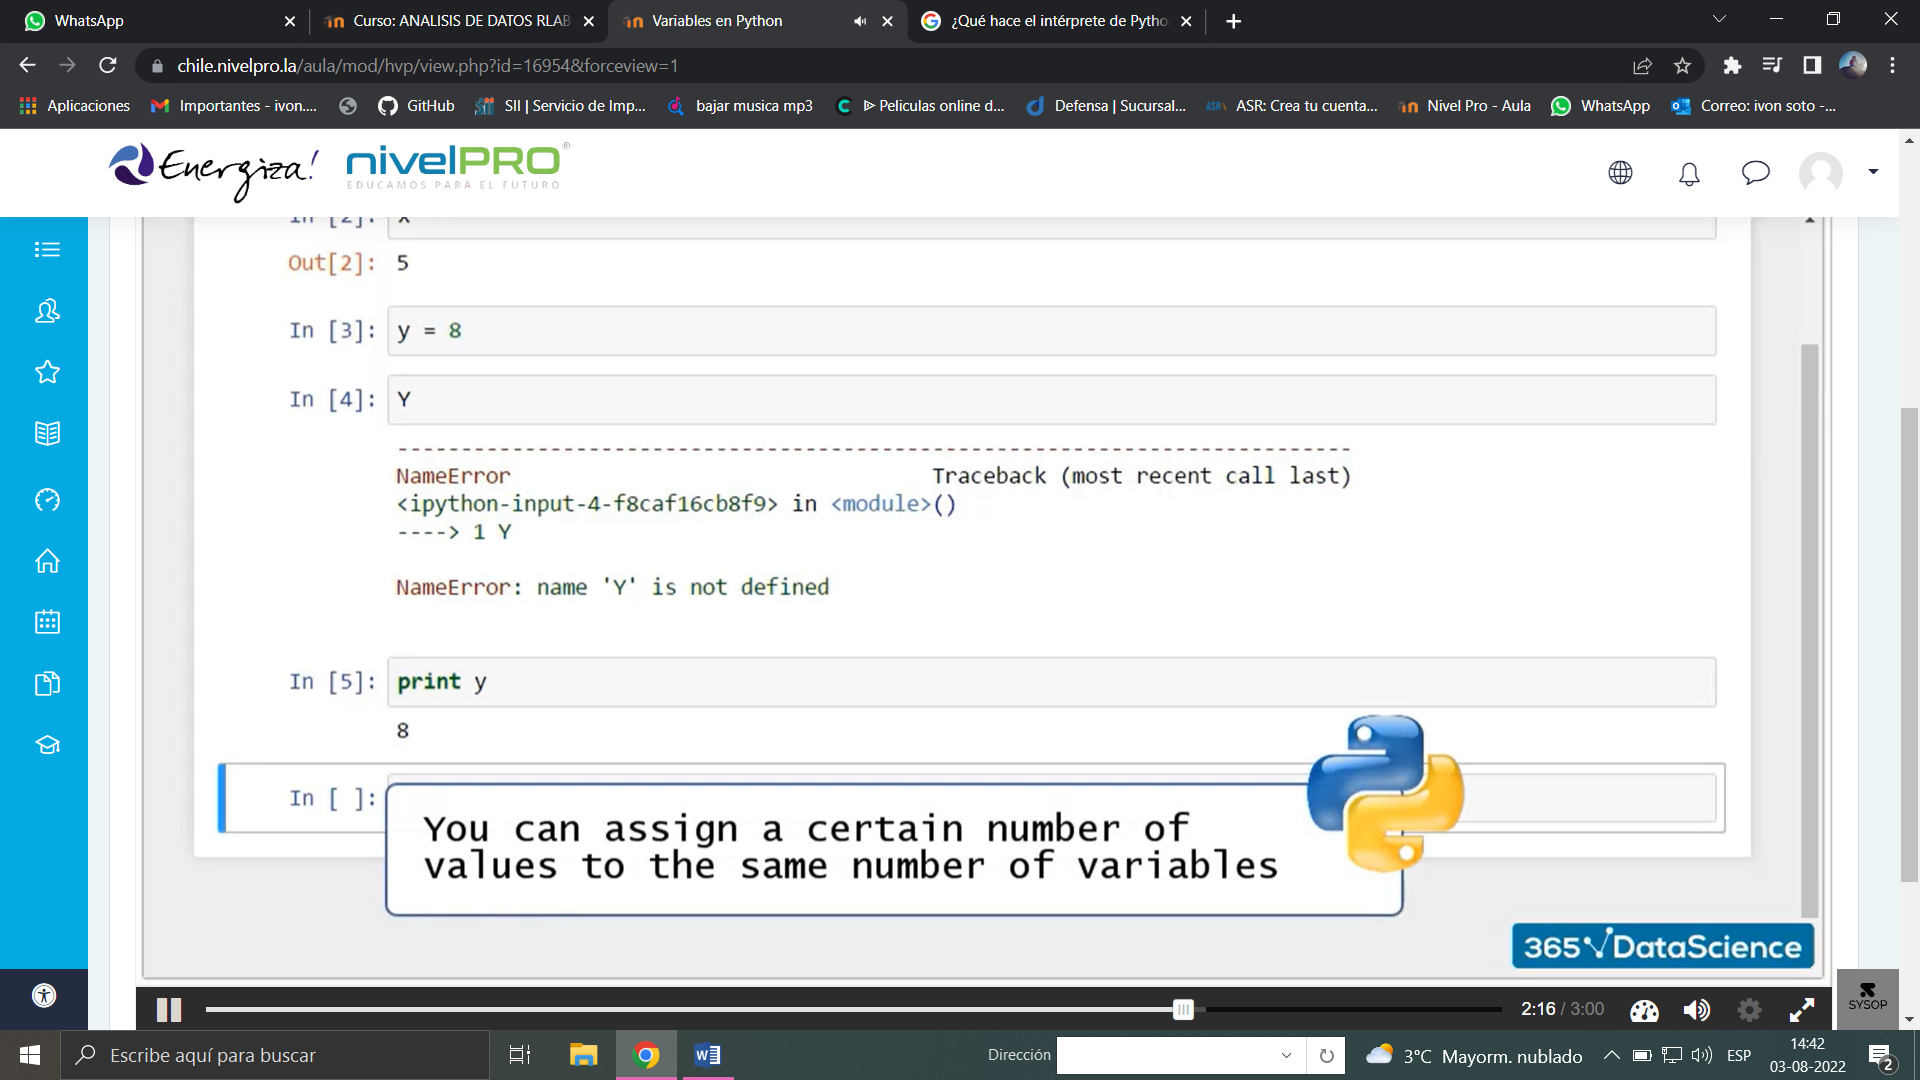 WhatsApp
Curso: ANALISIS DE DATOS RLAB
Variables en Python
¿Qué hace el intérprete de Pytho
chile.nivelpro.la/aula/mod/hvp/view.php?id=16954&forceview=1
Aplicaciones
Importantes - ivon....
GitHub
SII | Servicio de Imp...
bajar musica mp3
Peliculas online d...
Defensa | Sucursal...
ASR: Crea tu cuenta...
Nivel Pro - Aula
WhatsApp
Correo: ivon soto -...
Energiza!
nivelPRO®
EDUCAMOS PARA EL FUTURO
In [2]: x
Out[2]: 5
In [3]: y = 8
In [4]: Y
---------------------------------------------------------------------------
NameError Traceback (most recent call last)
<ipython-input-4-f8caf16cb8f9> in <module>()
----> 1 Y
NameError: name 'Y' is not defined
In [5]: print y
8
In [ ]:
You can assign a certain number of
values to the same number of variables
365 DataScience
2:16 / 3:00
SYSOP
Escribe aquí para buscar
Dirección
3°C Mayorm. nublado
ESP
14:42
03-08-2022
2